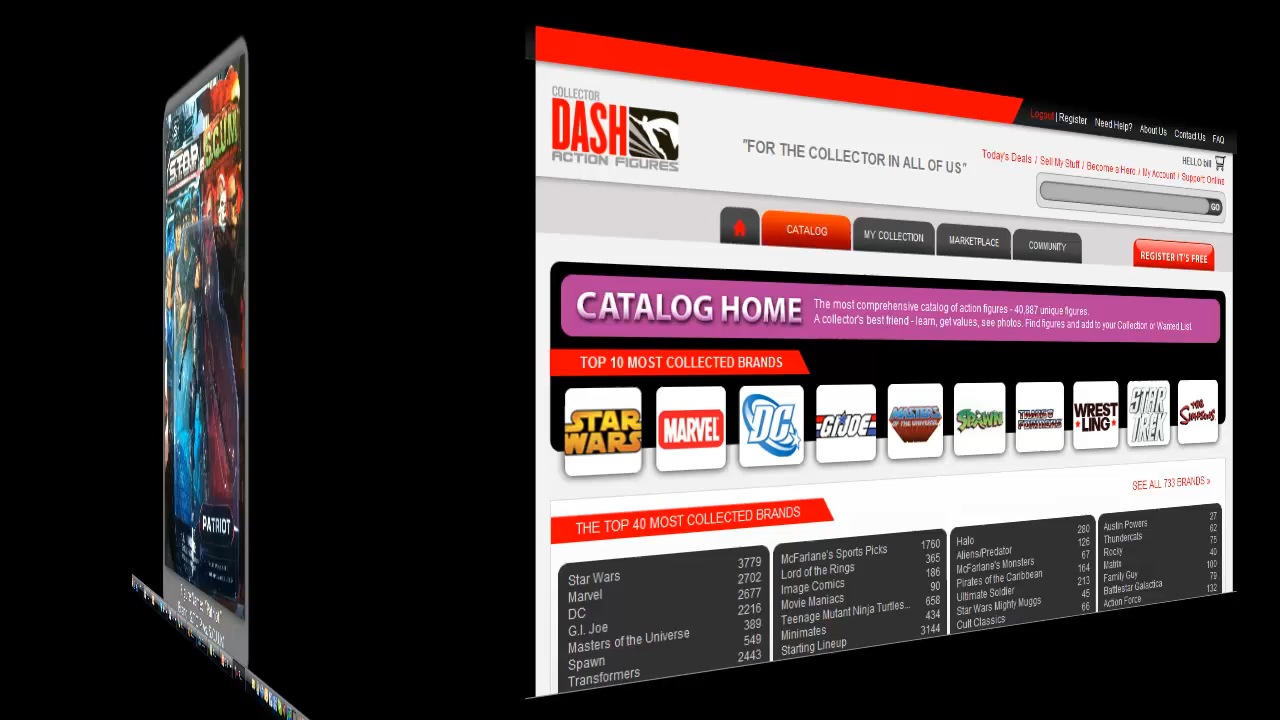 STAR
SCUM
PATRIOT
COLLECTOR
DASH
ACTION FIGURES
"FOR THE COLLECTOR IN ALL OF US"
Logout | Register Need Help? About Us Contact Us FAQ
HELLO bill
Today's Deals / Sell My Stuff / Become a Hero / My Account / Support Online
GO
CATALOG MY COLLECTION MARKETPLACE COMMUNITY
REGISTER IT'S FREE
CATALOG HOME
The most comprehensive catalog of action figures - 40,887 unique figures.
A collector's best friend - learn, get values, see photos. Find figures and add to your Collection or Wanted List.
TOP 10 MOST COLLECTED BRANDS
STAR WARS
MARVEL
DC
G.I. JOE
MASTERS OF THE UNIVERSE
SPAWN
TRANSFORMERS
WRESTLING
STAR TREK
THE SIMPSONS
SEE ALL 733 BRANDS »
THE TOP 40 MOST COLLECTED BRANDS
Star Wars 3779
Marvel 2702
DC 2677
G.I. Joe 2216
Masters of the Universe 389
Spawn 549
Transformers 2443
McFarlane's Sports Picks 1760
Lord of the Rings 365
Image Comics 186
Movie Maniacs 90
Teenage Mutant Ninja Turtles... 658
Minimates 434
Starting Lineup 3144
Halo 280
Aliens/Predator 126
McFarlane's Monsters 67
Pirates of the Caribbean 164
Ultimate Soldier 213
Star Wars Mighty Muggs 45
Cult Classics 66
Austin Powers 27
Thundercats 62
Rocky 75
Matrix 40
Family Guy 100
Battlestar Galactica 79
Action Force 132